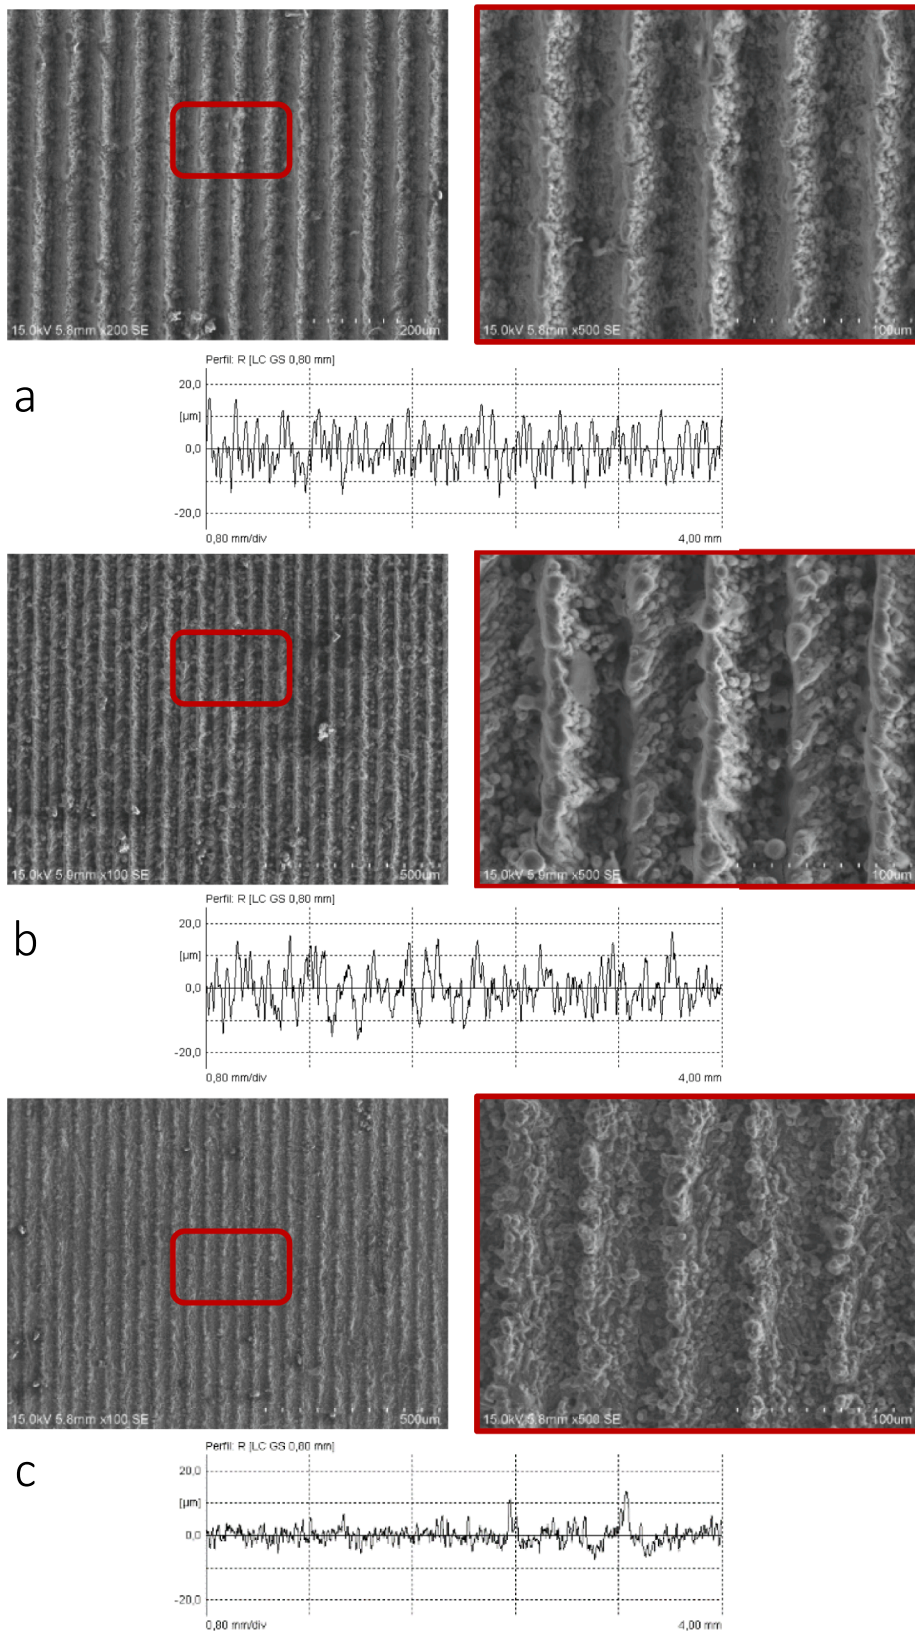 15.0kV 5.8mm x200 SE 200um
15.0kV 5.8mm x500 SE 100um
Perfil: R [LC GS 0,80 mm]
a
20,0
[µm]
0,0
-20,0
0,80 mm/div 4,00 mm
15.0kV 5.9mm x100 SE 500um
15.0kV 5.9mm x500 SE 100um
Perfil: R [LC GS 0,80 mm]
b
20,0
[µm]
0,0
-20,0
0,80 mm/div 4,00 mm
15.0kV 5.8mm x100 SE 500um
15.0kV 5.8mm x500 SE 100um
Perfil: R [LC GS 0,80 mm]
c
20,0
[µm]
0,0
-20,0
0,80 mm/div 4,00 mm